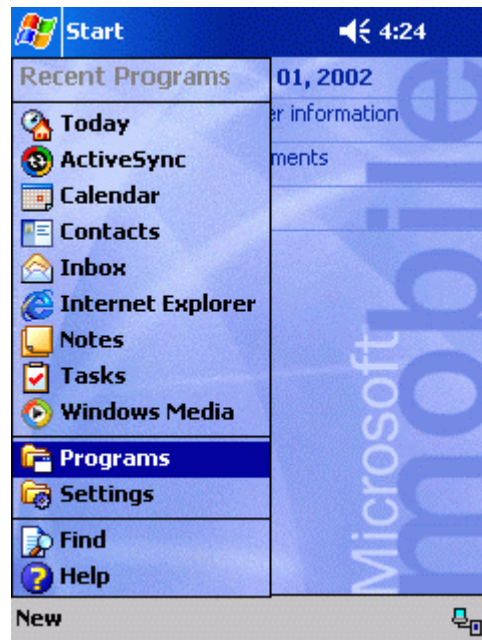 Start 4:24
Recent Programs
01, 2002
Today
er information
ActiveSync
ments
Calendar
Contacts
Inbox
Internet Explorer
Notes
Tasks
Windows Media
Programs
Settings
Find
Help
Microsoft
mobile
New